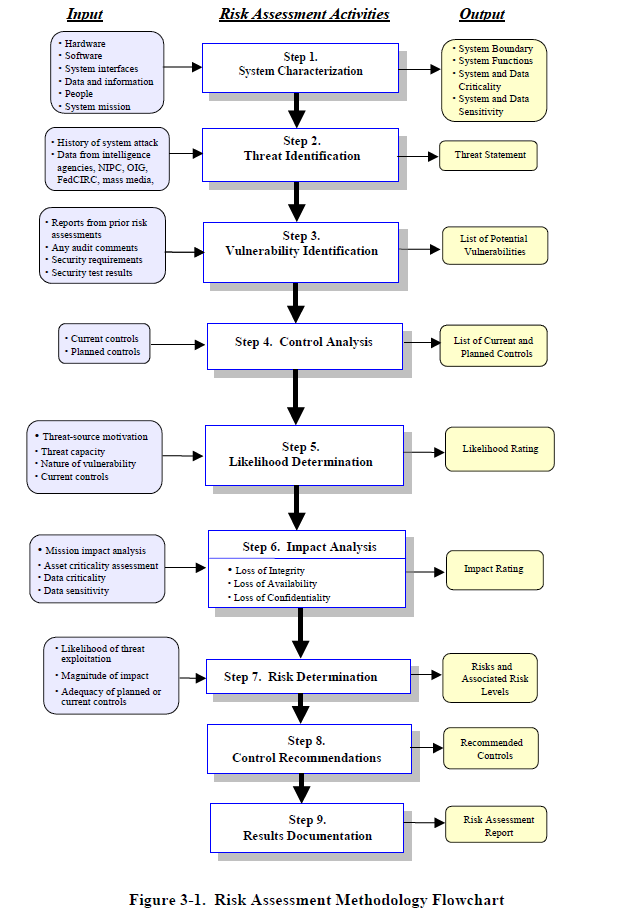 Input
Risk Assessment Activities
Output
• Hardware
• Software
• System interfaces
• Data and information
• People
• System mission
Step 1.
System Characterization
• System Boundary
• System Functions
• System and Data
Criticality
• System and Data
Sensitivity
• History of system attack
• Data from intelligence
agencies, NIPC, OIG,
FedCIRC, mass media,
Step 2.
Threat Identification
Threat Statement
• Reports from prior risk
assessments
• Any audit comments
• Security requirements
• Security test results
Step 3.
Vulnerability Identification
List of Potential
Vulnerabilities
• Current controls
• Planned controls
Step 4. Control Analysis
List of Current and
Planned Controls
• Threat-source motivation
• Threat capacity
• Nature of vulnerability
• Current controls
Step 5.
Likelihood Determination
Likelihood Rating
• Mission impact analysis
• Asset criticality assessment
• Data criticality
• Data sensitivity
Step 6. Impact Analysis
• Loss of Integrity
• Loss of Availability
• Loss of Confidentiality
Impact Rating
• Likelihood of threat
exploitation
• Magnitude of impact
• Adequacy of planned or
current controls
Step 7. Risk Determination
Risks and
Associated Risk
Levels
Step 8.
Control Recommendations
Recommended
Controls
Step 9.
Results Documentation
Risk Assessment
Report
Figure 3-1. Risk Assessment Methodology Flowchart